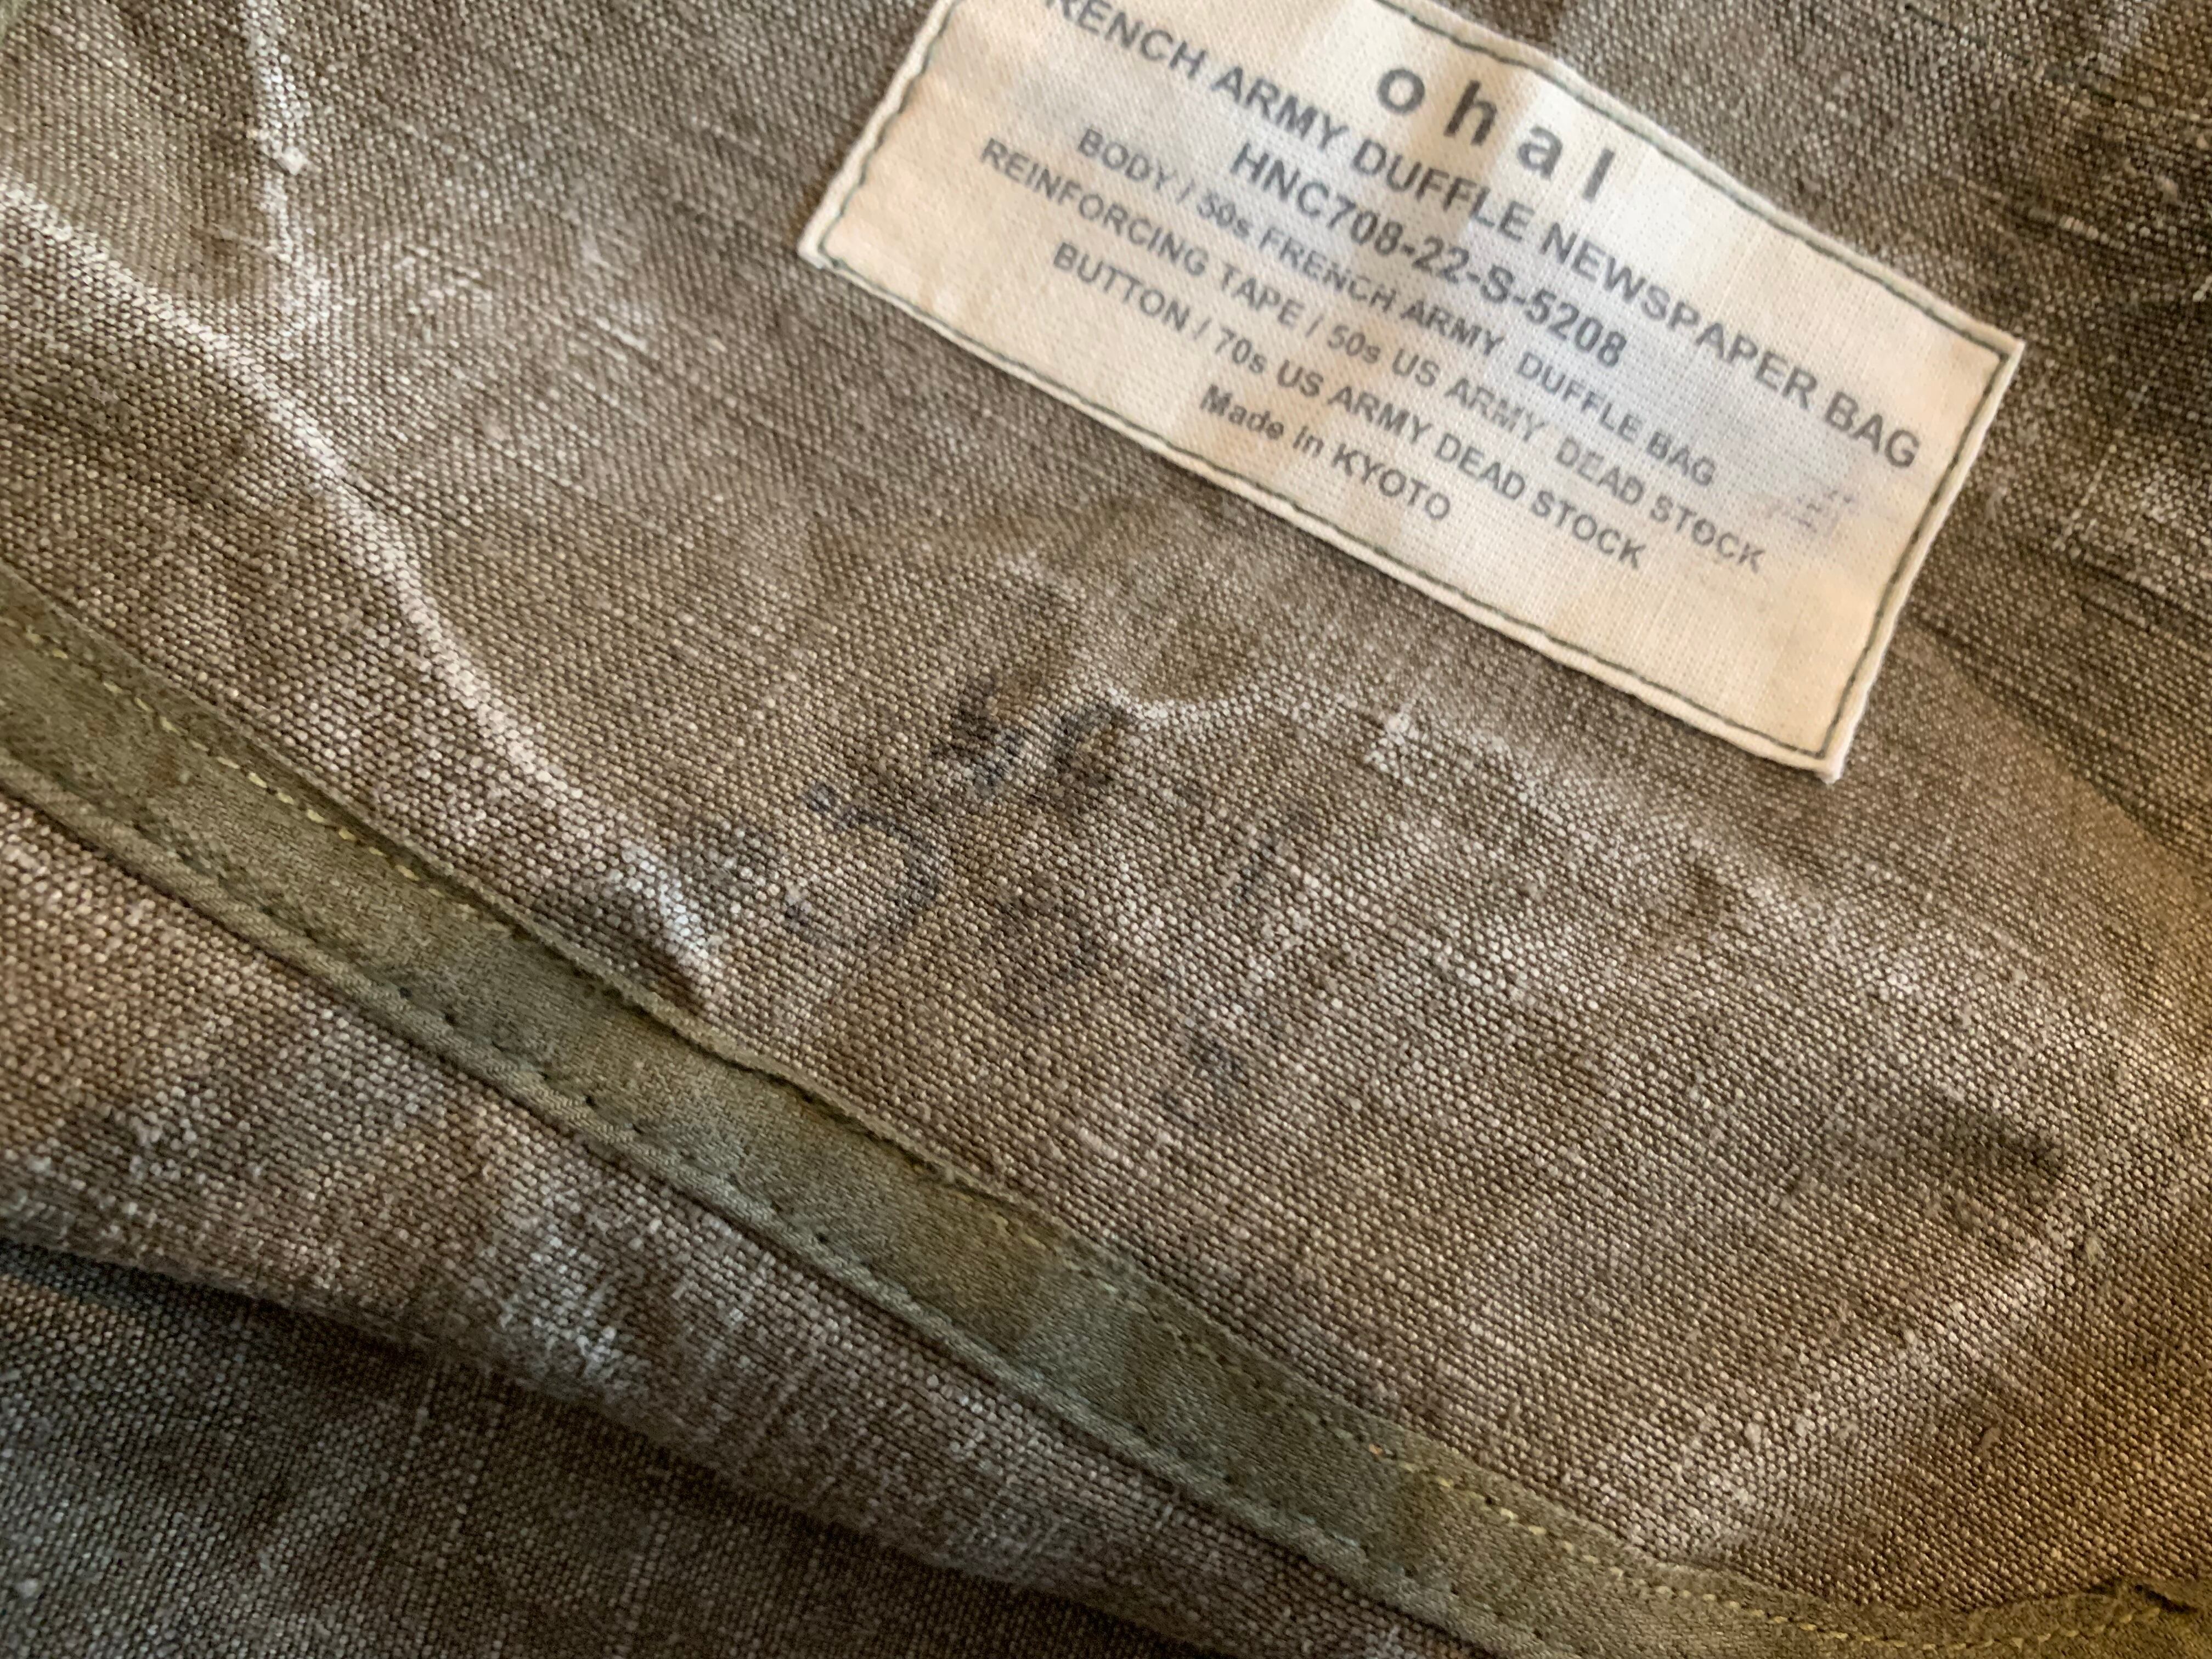 ohal
RENCH ARMY DUFFLE NEWSPAPER BAG
HNC708-22-S-5208
BODY / 50s FRENCH ARMY DUFFLE BAG
REINFORCING TAPE / 50s US ARMY DEAD STOCK
BUTTON / 70s US ARMY DEAD STOCK
Made in KYOTO